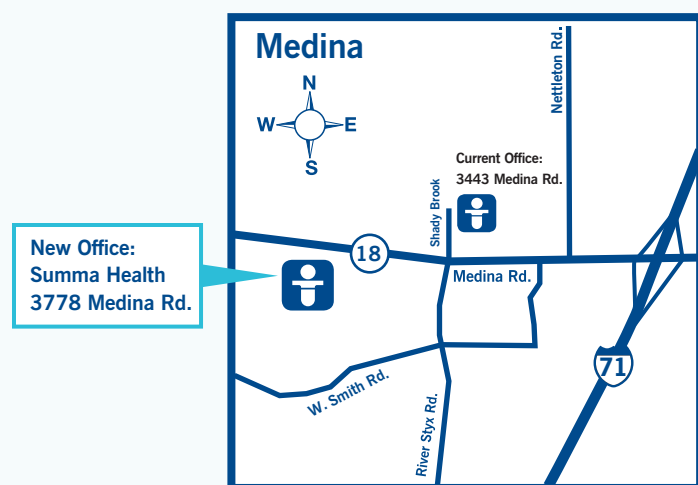 Medina
N
W E
S
Nettleton Rd.
Current Office:
3443 Medina Rd.
Shady Brook
New Office:
Summa Health
3778 Medina Rd.
18
Medina Rd.
71
W. Smith Rd.
River Styx Rd.